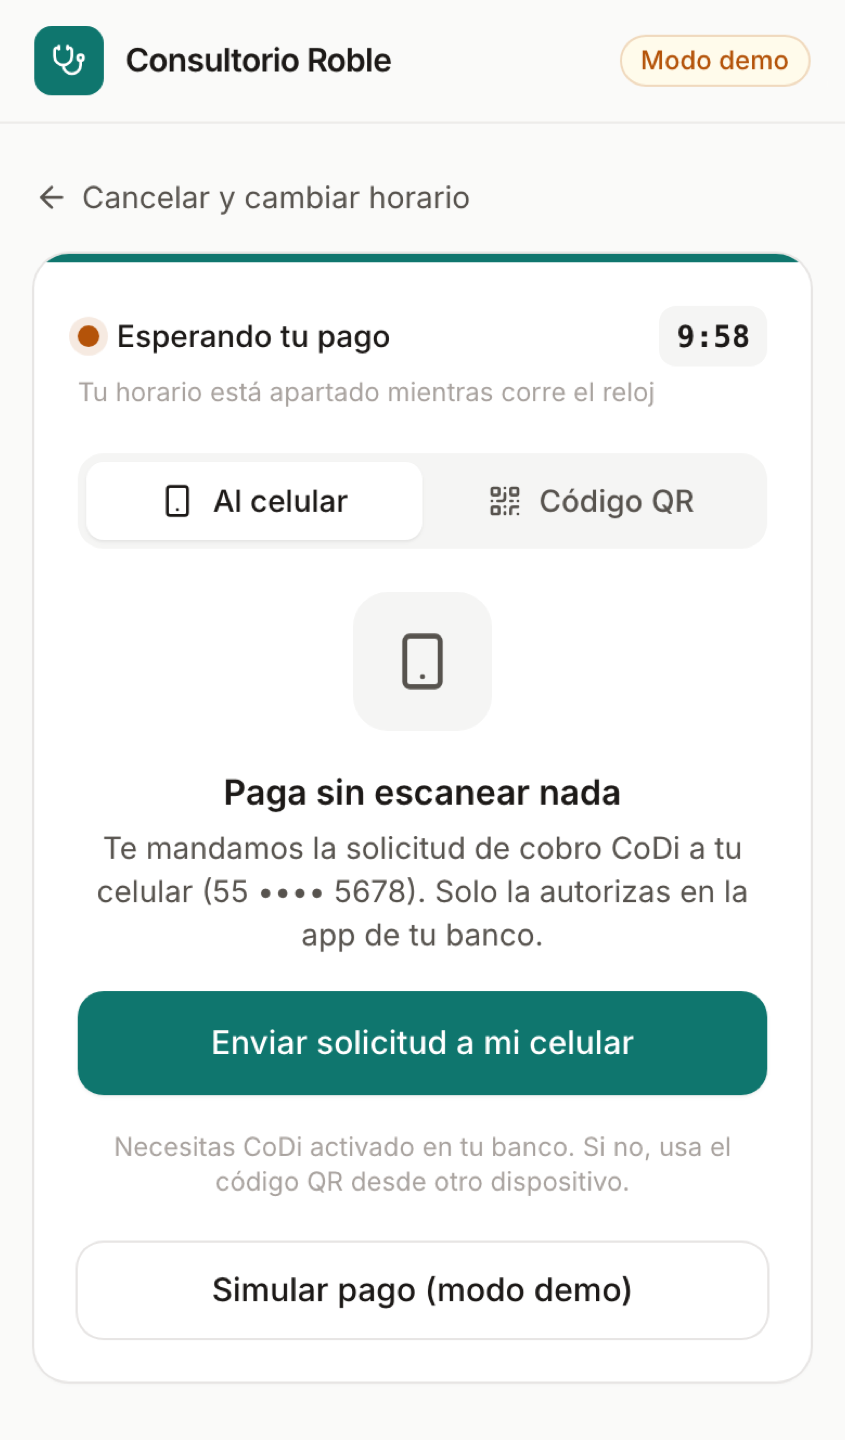 Consultorio Roble
Modo demo
Cancelar y cambiar horario
Esperando tu pago
9:58
Tu horario está apartado mientras corre el reloj
Al celular
Código QR
Paga sin escanear nada
Te mandamos la solicitud de cobro CoDi a tu
celular (55 •••• 5678). Solo la autorizas en la
app de tu banco.
Enviar solicitud a mi celular
Necesitas CoDi activado en tu banco. Si no, usa el
código QR desde otro dispositivo.
Simular pago (modo demo)